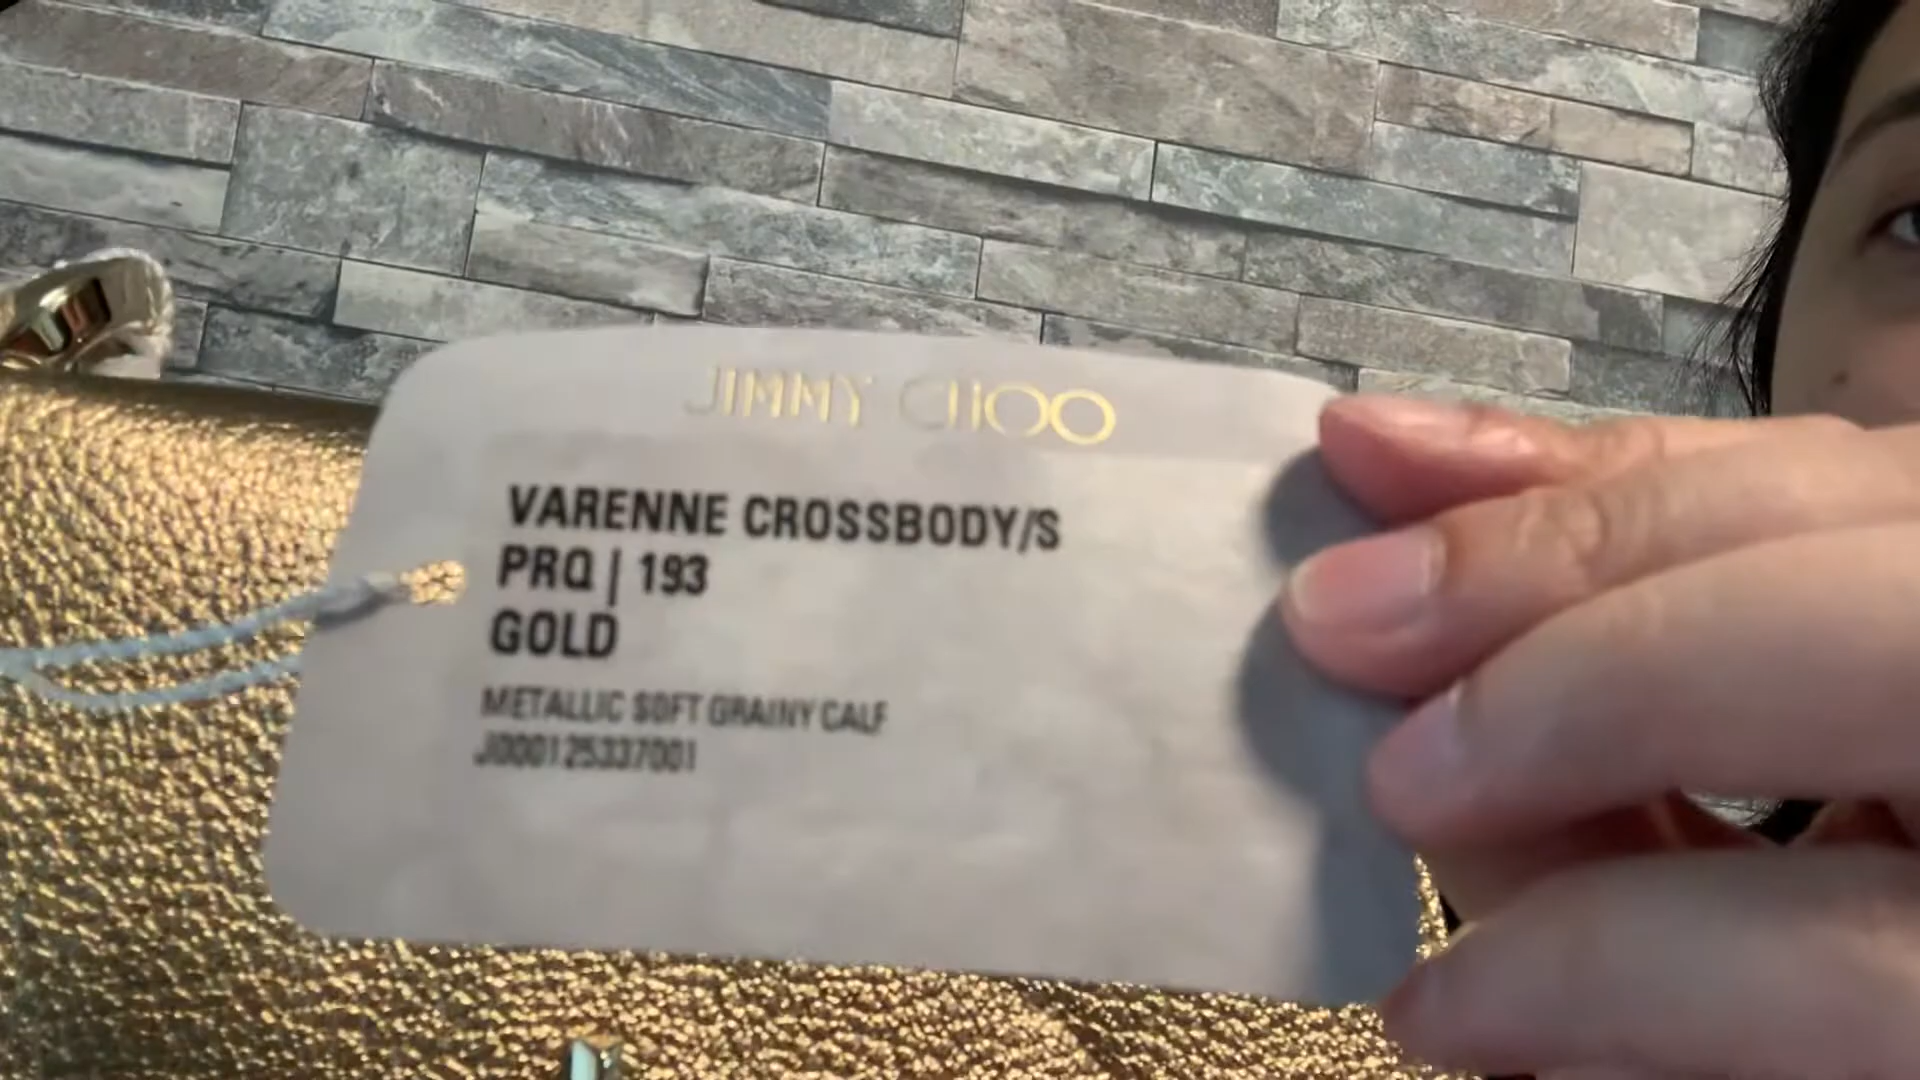 JIMMY CHOO
VARENNE CROSSBODY/S
PRQ | 193
GOLD
METALLIC SOFT GRAINY CALF
J000125337001